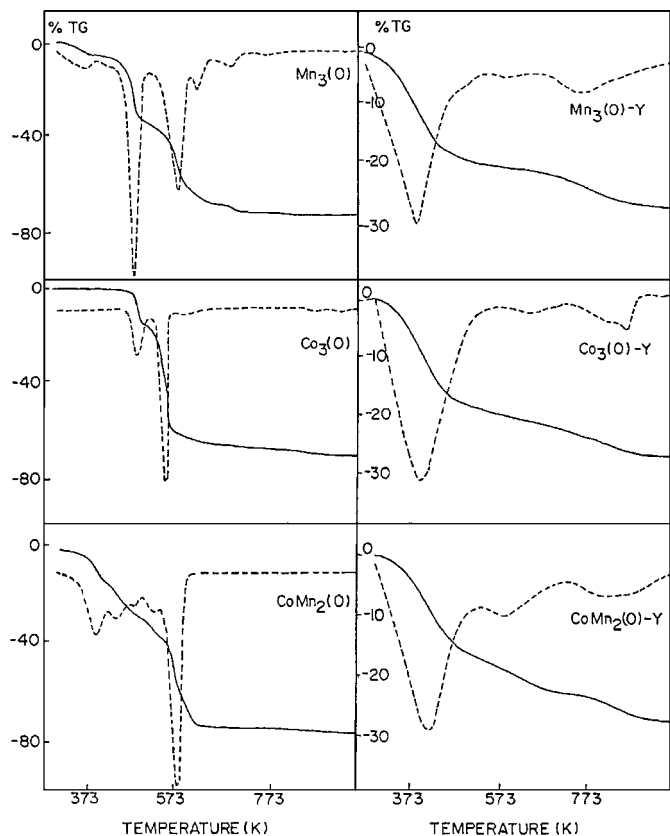 % TG
0
-40
-80
Mn3(0)
% TG
0
-10
-20
-30
Mn3(0)-Y
0
-40
-80
Co3(0)
0
-10
-20
-30
Co3(0)-Y
0
-40
-80
CoMn2(0)
0
-10
-20
-30
CoMn2(0)-Y
373 573 773
373 573 773
TEMPERATURE (K)
TEMPERATURE (K)